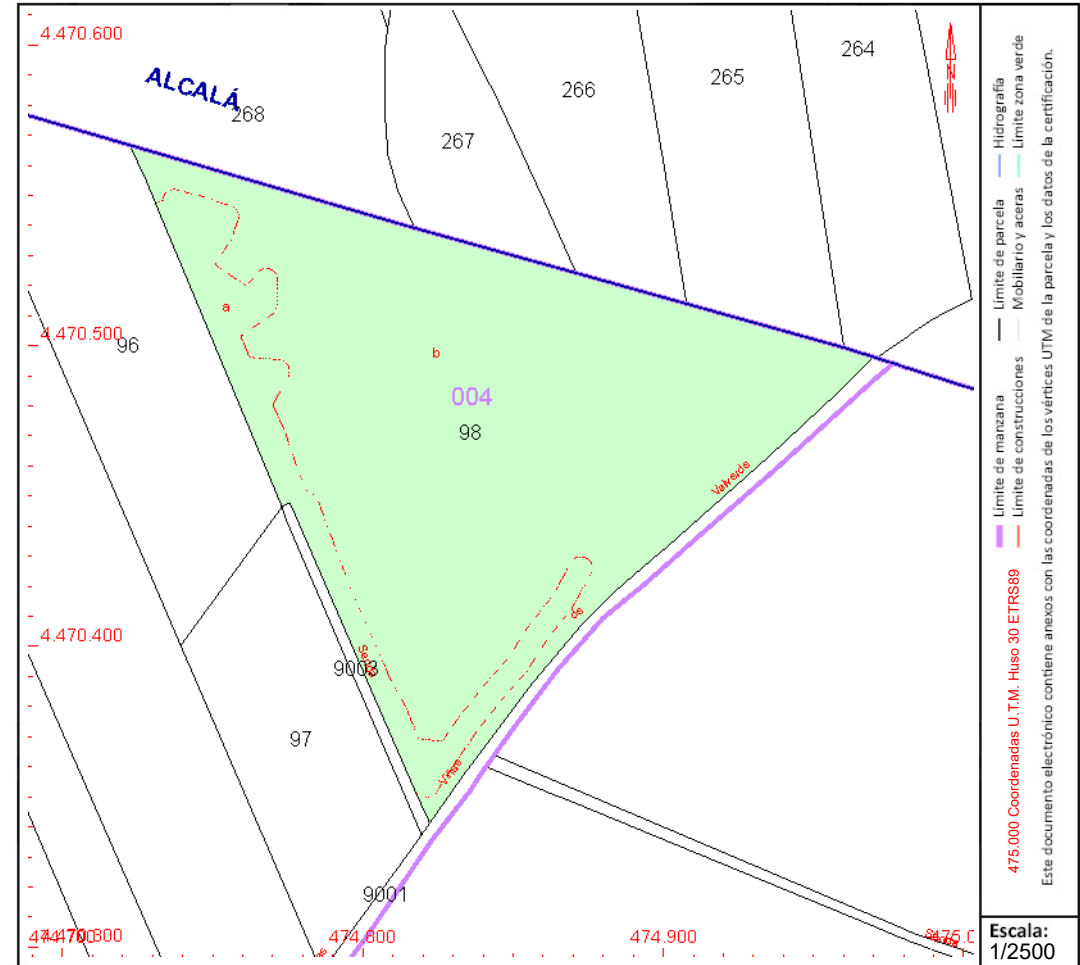 4.470.600
ALCALÁ
268
267
266
265
264
N
4.470.500
96
a
b
004
98
Valverde
4.470.400
9003
Senda
de
97
Viñas
9001
474.800
474.900
Senda
Límite de manzana
Límite de parcela
Hidrografía
Límite de construcciones
Mobiliario y aceras
Límite zona verde
475.000 Coordenadas U.T.M. Huso 30 ETRS89
Este documento electrónico contiene anexos con las coordenadas de los vértices UTM de la parcela y los datos de la certificación.
Escala:
1/2500